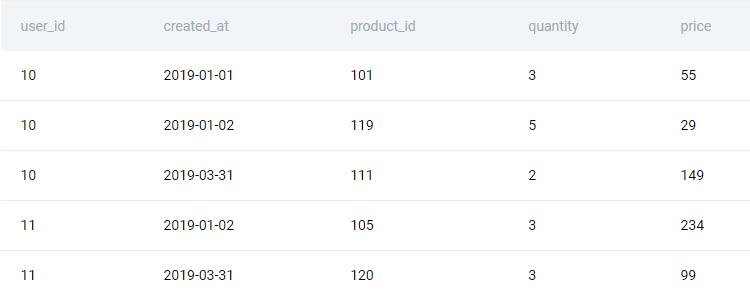 user_id created_at product_id quantity price
10 2019-01-01 101 3 55
10 2019-01-02 119 5 29
10 2019-03-31 111 2 149
11 2019-01-02 105 3 234
11 2019-03-31 120 3 99